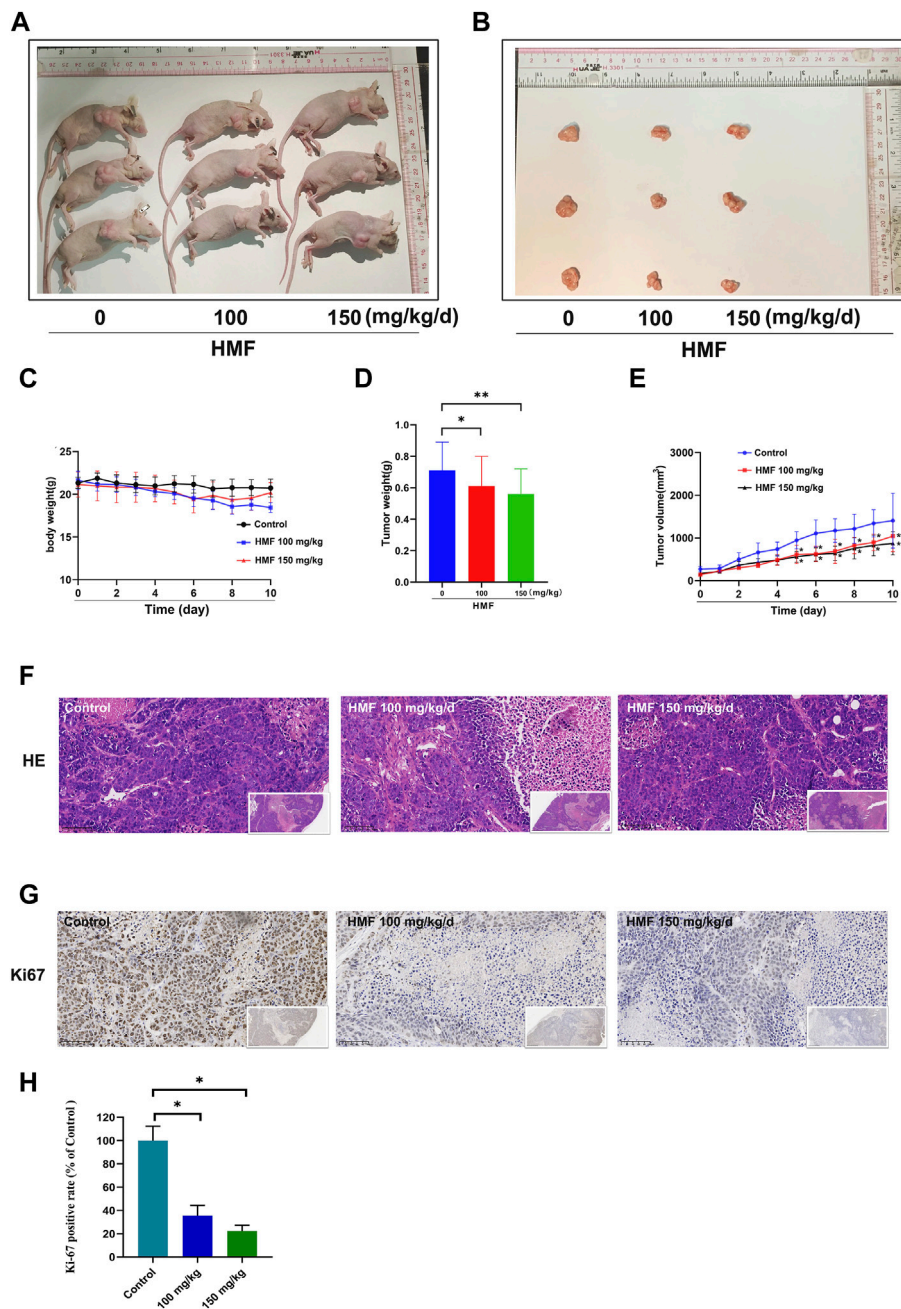 A
B
0
100
150 (mg/kg/d)
HMF
0
100
150 (mg/kg/d)
HMF
C
D
E
body weight(g)
25
20
15
10
0
2
4
6
8
10
Time (day)
Control
HMF 100 mg/kg
HMF 150 mg/kg
Tumor weight(g)
1.0
0.8
0.6
0.4
0.2
0.0
*
**
0
100
150 (mg/kg)
HMF
Tumor volume(mm3)
3000
2000
1000
0
0
2
4
6
8
10
Time (day)
Control
HMF 100 mg/kg
HMF 150 mg/kg
F
HE
Control
HMF 100 mg/kg/d
HMF 150 mg/kg/d
G
Ki67
Control
HMF 100 mg/kg/d
HMF 150 mg/kg/d
H
Ki-67 positive rate (% of Control)
120
100
80
60
40
20
0
*
*
Control
100 mg/kg
150 mg/kg